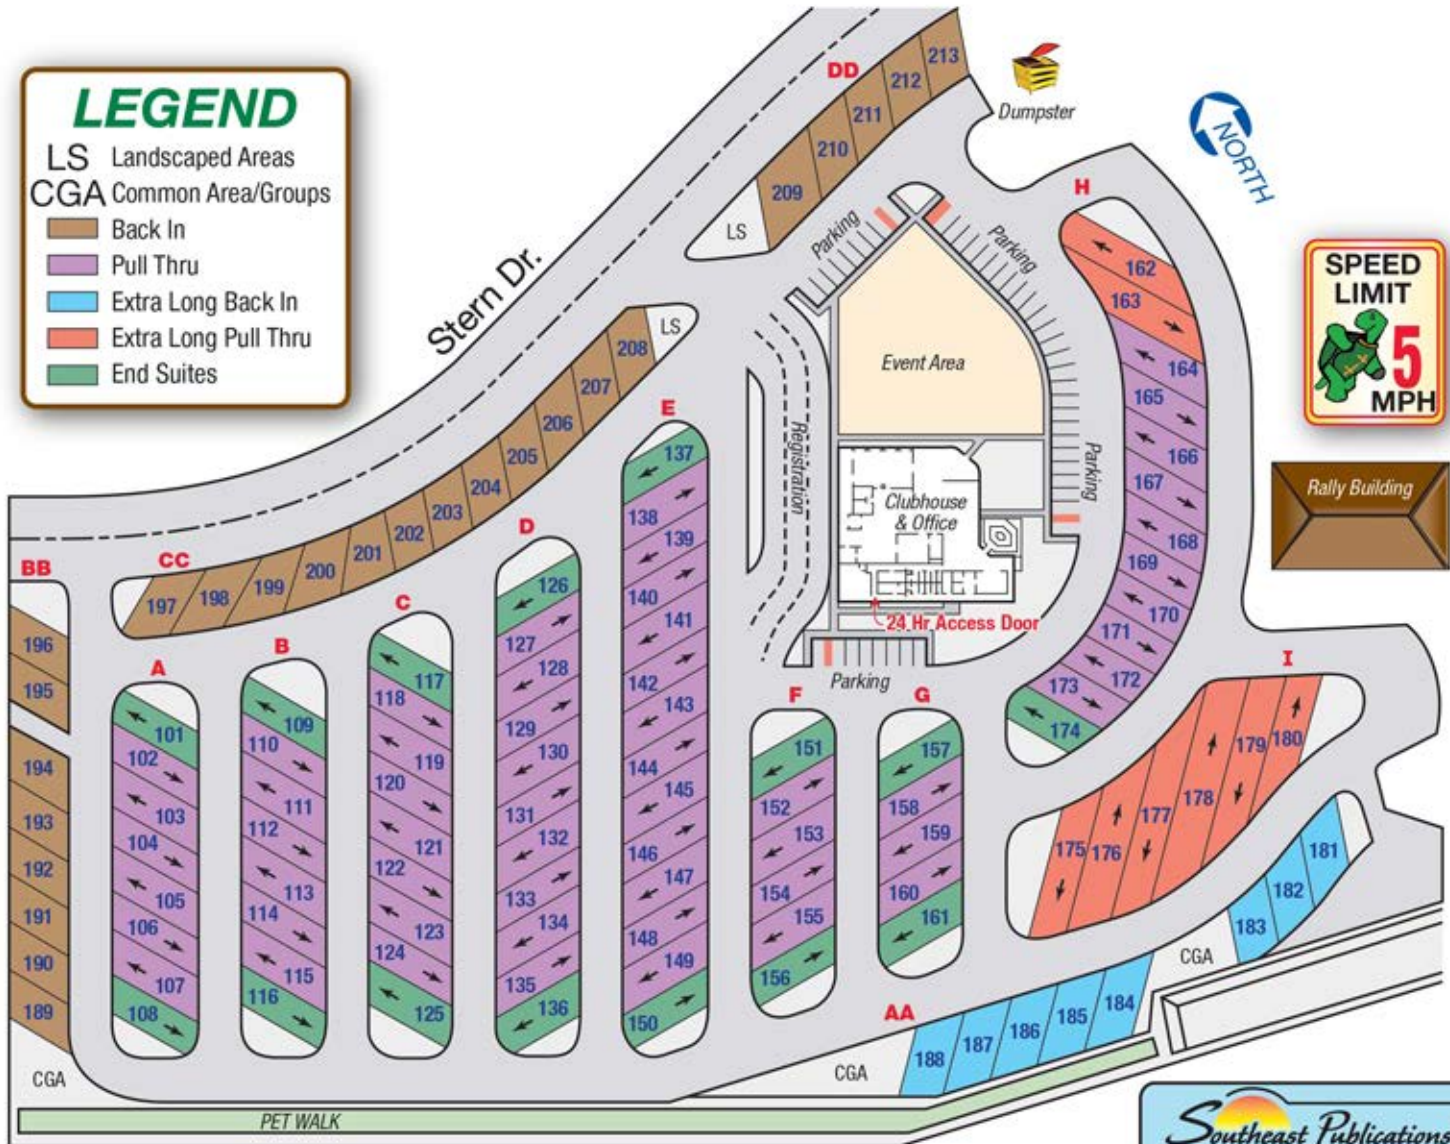 LEGEND
LS Landscaped Areas
CGA Common Area/Groups
Back In
Pull Thru
Extra Long Back In
Extra Long Pull Thru
End Suites
Stern Dr.
DD
213
212
211
210
209
LS
Dumpster
NORTH
SPEED
LIMIT
5
MPH
Rally Building
Parking
Parking
Parking
Parking
Event Area
Registration
Clubhouse
& Office
24 Hr Access Door
LS
208
207
206
205
204
203
202
201
200
199
198
197
CC
BB
196
195
194
193
192
191
190
189
CGA
A
101
102
103
104
105
106
107
108
B
109
110
111
112
113
114
115
116
C
117
118
119
120
121
122
123
124
125
D
126
127
128
129
130
131
132
133
134
135
136
E
137
138
139
140
141
142
143
144
145
146
147
148
149
150
F
151
152
153
154
155
156
G
157
158
159
160
161
H
162
163
164
165
166
167
168
169
170
171
172
173
174
I
175
176
177
178
179
180
181
182
183
CGA
AA
184
185
186
187
188
CGA
PET WALK
Southeast Publications